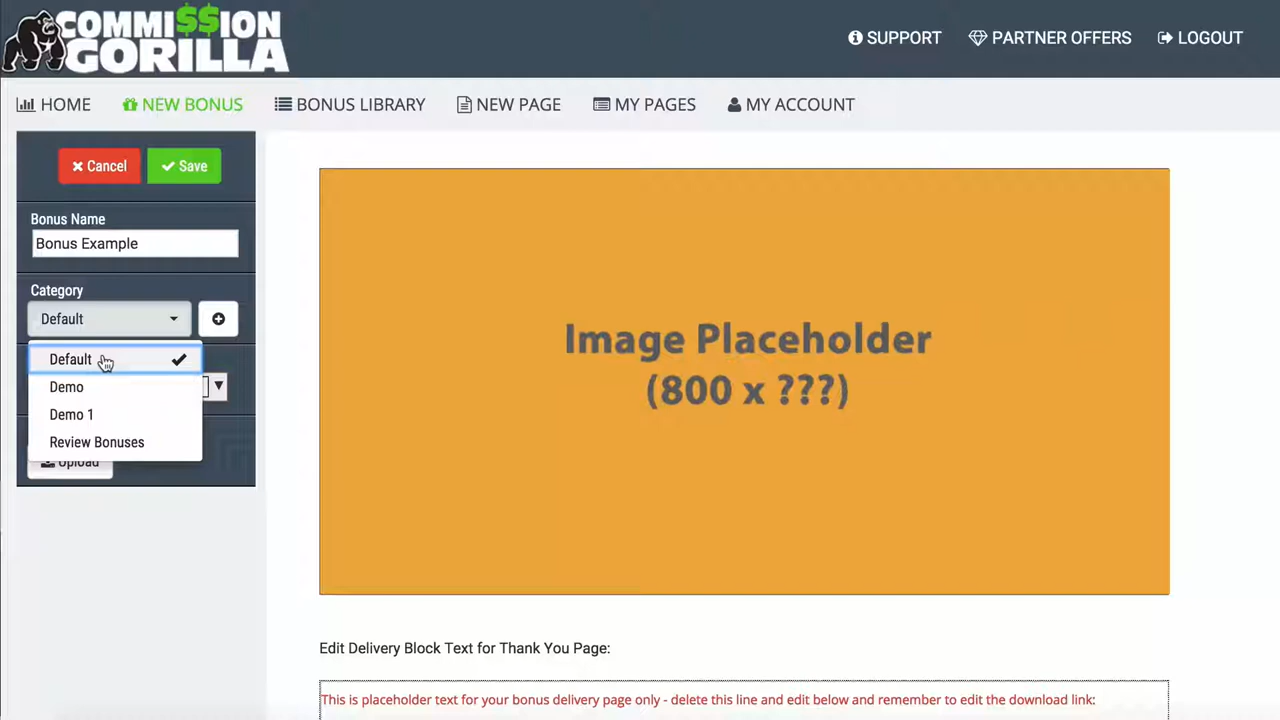 COMMI$$ION
GORILLA
SUPPORT
PARTNER OFFERS
LOGOUT
HOME
NEW BONUS
BONUS LIBRARY
NEW PAGE
MY PAGES
MY ACCOUNT
Cancel
Save
Bonus Name
Bonus Example
Category
Default
Default
Demo
Demo 1
Review Bonuses
Upload
Image Placeholder
(800 x ???)
Edit Delivery Block Text for Thank You Page:
This is placeholder text for your bonus delivery page only - delete this line and edit below and remember to edit the download link: